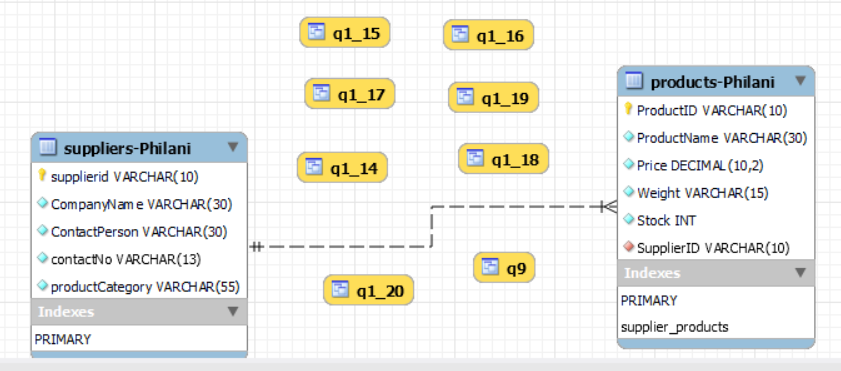 q1_15
q1_16
q1_17
q1_19
q1_14
q1_18
q1_20
q9
suppliers-Philani
supplierid VARCHAR(10)
CompanyName VARCHAR(30)
ContactPerson VARCHAR(30)
contactNo VARCHAR(13)
productCategory VARCHAR(55)
Indexes
PRIMARY
products-Philani
ProductID VARCHAR(10)
ProductName VARCHAR(30)
Price DECIMAL(10,2)
Weight VARCHAR(15)
Stock INT
SupplierID VARCHAR(10)
Indexes
PRIMARY
supplier_products